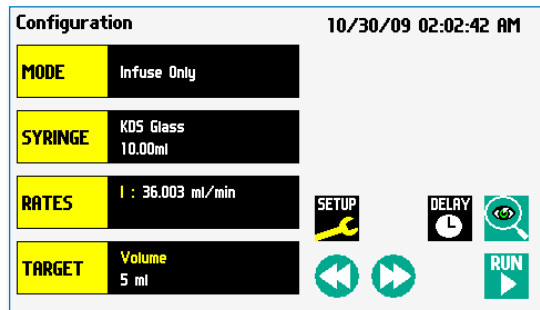 Configuration
10/30/09 02:02:42 AM
MODE
Infuse Only
SYRINGE
KDS Glass
10.00ml
RATES
I : 36.003 ml/min
SETUP
DELAY
TARGET
Volume
5 ml
RUN